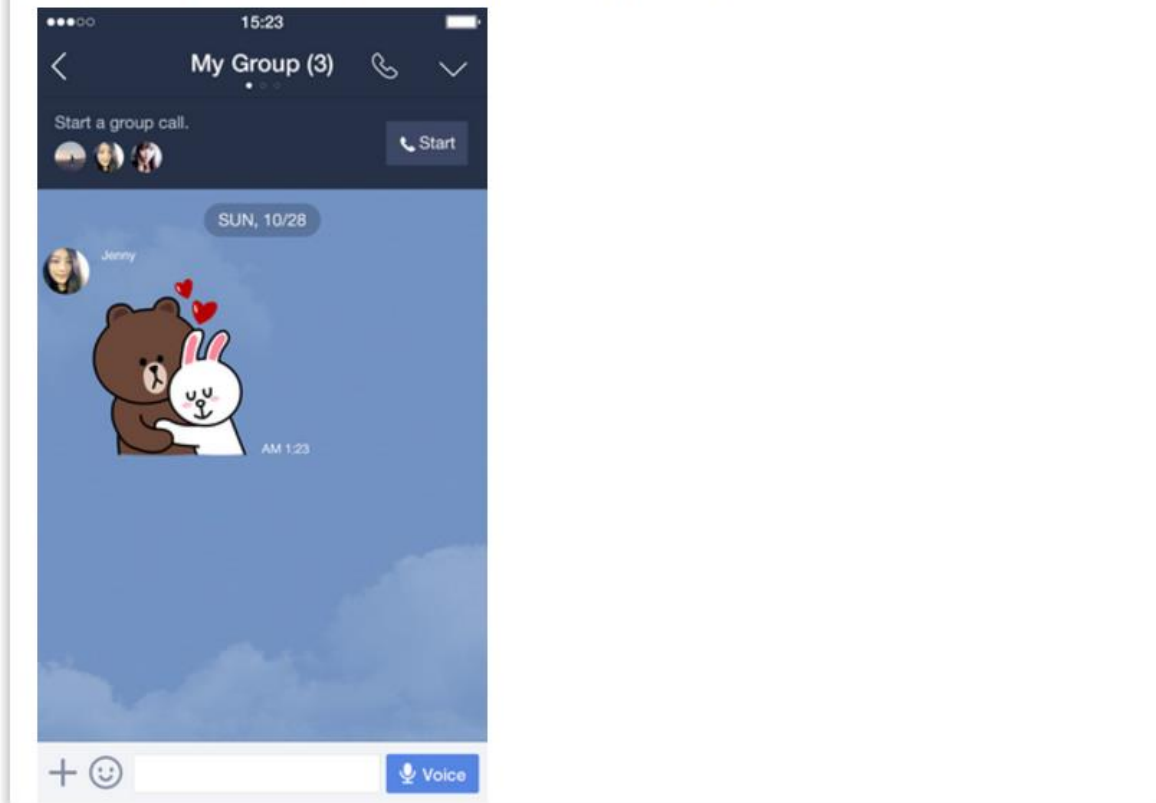 15:23
My Group (3)
Start a group call.
Start
SUN, 10/28
Jenny
AM 1:23
Voice